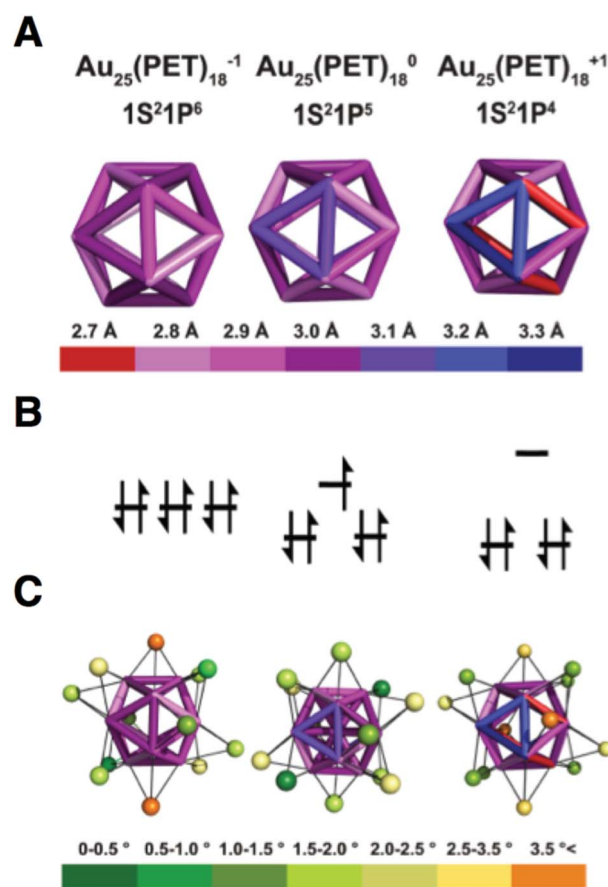 A
Au25(PET)18-1 Au25(PET)180 Au25(PET)18+1
1S²1P⁶ 1S²1P⁵ 1S²1P⁴
2.7 Å 2.8 Å 2.9 Å 3.0 Å 3.1 Å 3.2 Å 3.3 Å
B
C
0-0.5 ° 0.5-1.0 ° 1.0-1.5 ° 1.5-2.0 ° 2.0-2.5 ° 2.5-3.5 ° 3.5 °<